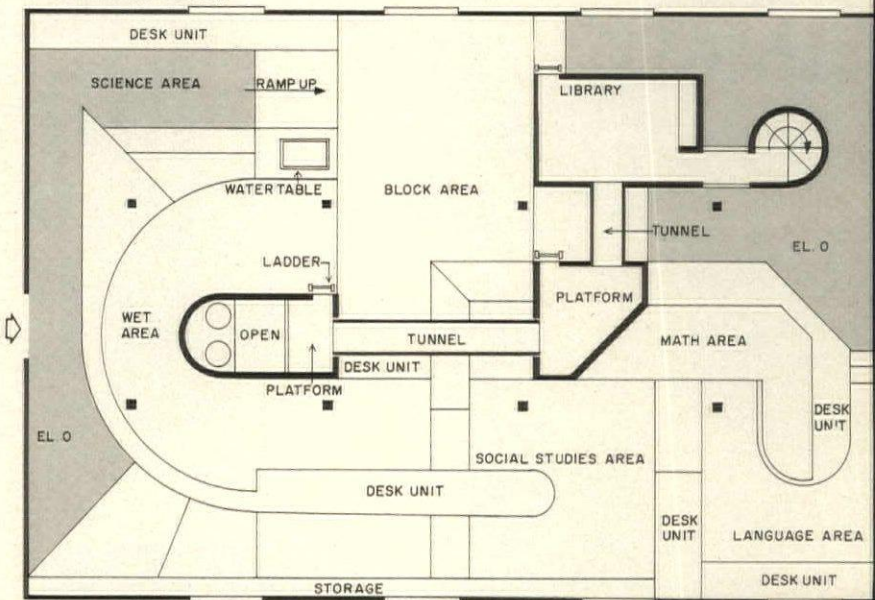 DESK UNIT
SCIENCE AREA
RAMP UP
LIBRARY
WATER TABLE
BLOCK AREA
TUNNEL
EL. O
LADDER
PLATFORM
WET
AREA
OPEN
TUNNEL
MATH AREA
DESK UNIT
PLATFORM
DESK
UNIT
EL. O
SOCIAL STUDIES AREA
DESK UNIT
DESK
UNIT
LANGUAGE AREA
DESK UNIT
STORAGE